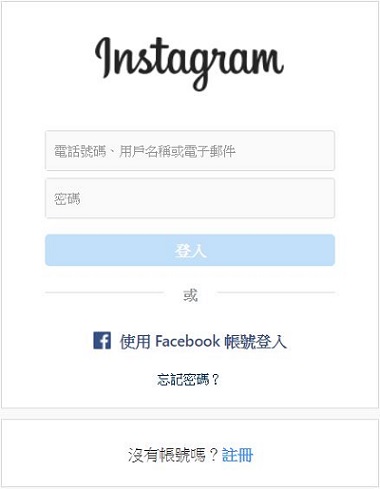 Instagram
電話號碼、用戶名稱或電子郵件
密碼
登入
或
使用 Facebook 帳號登入
忘記密碼？
沒有帳號嗎？註冊